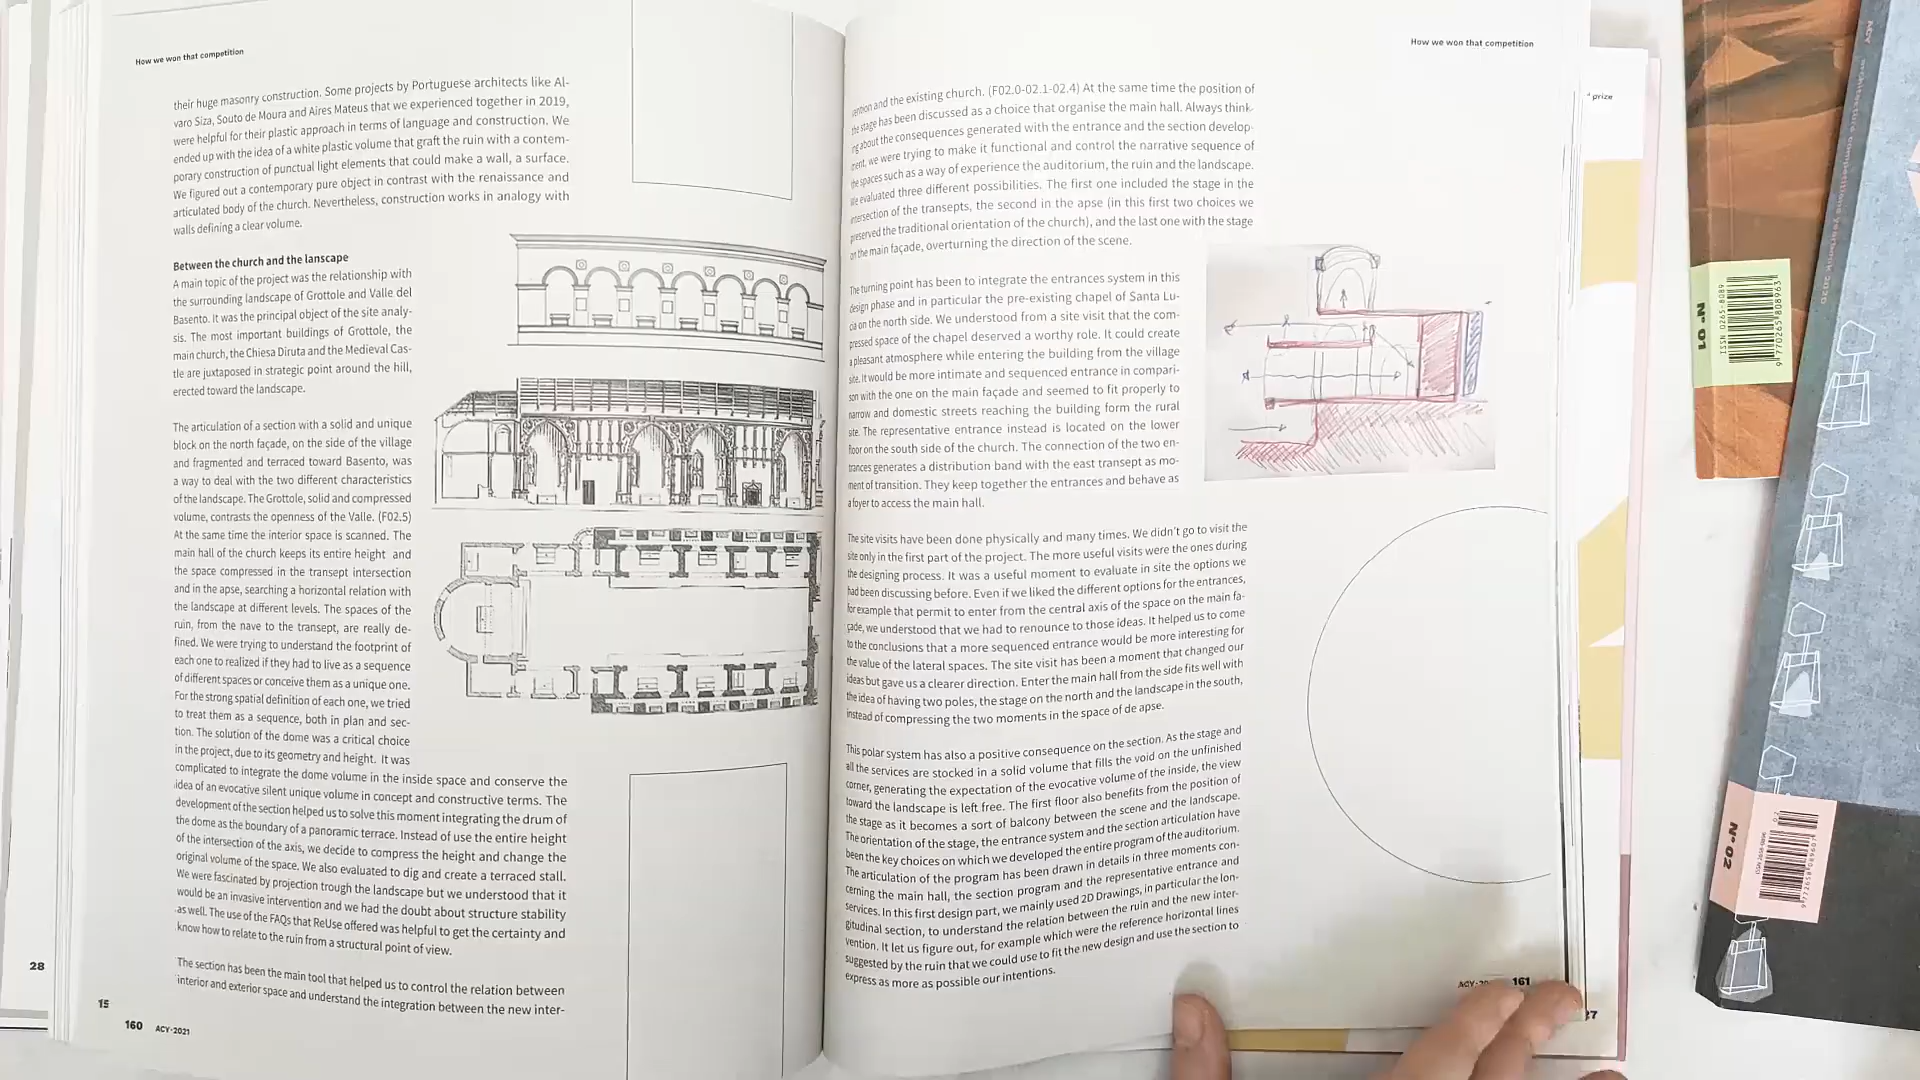 How we won that competition
their huge masonry construction. Some projects by Portuguese architects like Al-
varo Siza, Souto de Moura and Aires Mateus that we experienced together in 2019,
were helpful for their plastic approach in terms of language and construction. We
ended up with the idea of a white plastic volume that graft the ruin with a contem-
porary construction of punctual light elements that could make a wall, a surface.
We figured out a contemporary pure object in contrast with the renaissance and
articulated body of the church. Nevertheless, construction works in analogy with
walls defining a clear volume.
Between the church and the lanscape
A main topic of the project was the relationship with
the surrounding landscape of Grottole and Valle del
Basento. It was the principal object of the site analy-
sis. The most important buildings of Grottole, the
main church, the Chiesa Diruta and the Medieval Cas-
tle are juxtaposed in strategic point around the hill,
erected toward the landscape.
The articulation of a section with a solid and unique
block on the north façade, on the side of the village
and fragmented and terraced toward Basento, was
a way to deal with the two different characteristics
of the landscape. The Grottole, solid and compressed
volume, contrasts the openness of the Valle. (F02.5)
At the same time the interior space is scanned. The
main hall of the church keeps its entire height and
the space compressed in the transept intersection
and in the apse, searching a horizontal relation with
the landscape at different levels. The spaces of the
ruin, from the nave to the transept, are really de-
fined. We were trying to understand the footprint of
each one to realized if they had to live as a sequence
of different spaces or conceive them as a unique one.
For the strong spatial definition of each one, we tried
to treat them as a sequence, both in plan and sec-
tion. The solution of the dome was a critical choice
in the project, due to its geometry and height. It was
complicated to integrate the dome volume in the inside space and conserve the
idea of an evocative silent unique volume in concept and constructive terms. The
development of the section helped us to solve this moment integrating the drum of
the dome as the boundary of a panoramic terrace. Instead of use the entire height
of the intersection of the axis, we decide to compress the height and change the
original volume of the space. We also evaluated to dig and create a terraced stall.
We were fascinated by projection trough the landscape but we understood that it
would be an invasive intervention and we had the doubt about structure stability
as well. The use of the FAQs that ReUse offered was helpful to get the certainty and
know how to relate to the ruin from a structural point of view.
The section has been the main tool that helped us to control the relation between
interior and exterior space and understand the integration between the new inter-
28
15
160 ACY·2021
How we won that competition
vention and the existing church. (F02.0-02.1-02.4) At the same time the position of
the stage has been discussed as a choice that organise the main hall. Always think-
ing about the consequences generated with the entrance and the section develop-
ment, we were trying to make it functional and control the narrative sequence of
the spaces such as a way of experience the auditorium, the ruin and the landscape.
We evaluated three different possibilities. The first one included the stage in the
intersection of the transepts, the second in the apse (in this first two choices we
preserved the traditional orientation of the church), and the last one with the stage
on the main façade, overturning the direction of the scene.
The turning point has been to integrate the entrances system in this
design phase and in particular the pre-existing chapel of Santa Lu-
cia on the north side. We understood from a site visit that the com-
pressed space of the chapel deserved a worthy role. It could create
a pleasant atmosphere while entering the building from the village
site. It would be more intimate and sequenced entrance in compari-
son with the one on the main façade and seemed to fit properly to
narrow and domestic streets reaching the building form the rural
site. The representative entrance instead is located on the lower
floor on the south side of the church. The connection of the two en-
trances generates a distribution band with the east transept as mo-
ment of transition. They keep together the entrances and behave as
a foyer to access the main hall.
The site visits have been done physically and many times. We didn't go to visit the
site only in the first part of the project. The more useful visits were the ones during
the designing process. It was a useful moment to evaluate in site the options we
had been discussing before. Even if we liked the different options for the entrances,
for example that permit to enter from the central axis of the space on the main fa-
çade, we understood that we had to renounce to those ideas. It helped us to come
to the conclusions that a more sequenced entrance would be more interesting for
the value of the lateral spaces. The site visit has been a moment that changed our
ideas but gave us a clearer direction. Enter the main hall from the side fits well with
the idea of having two poles, the stage on the north and the landscape in the south,
instead of compressing the two moments in the space of de apse.
This polar system has also a positive consequence on the section. As the stage and
all the services are stocked in a solid volume that fills the void on the unfinished
corner, generating the expectation of the evocative volume of the inside, the view
toward the landscape is left free. The first floor also benefits from the position of
the stage as it becomes a sort of balcony between the scene and the landscape.
The orientation of the stage, the entrance system and the section articulation have
been the key choices on which we developed the entire program of the auditorium.
The articulation of the program has been drawn in details in three moments con-
cerning the main hall, the section program and the representative entrance and
services. In this first design part, we mainly used 2D Drawings, in particular the lon-
gitudinal section, to understand the relation between the ruin and the new inter-
vention. It let us figure out, for example which were the reference horizontal lines
suggested by the ruin that we could use to fit the new design and use the section to
express as more as possible our intentions.
161
prize
Nº 01
ISSN 0265-8089
9 770265 808963
Nº 02
02